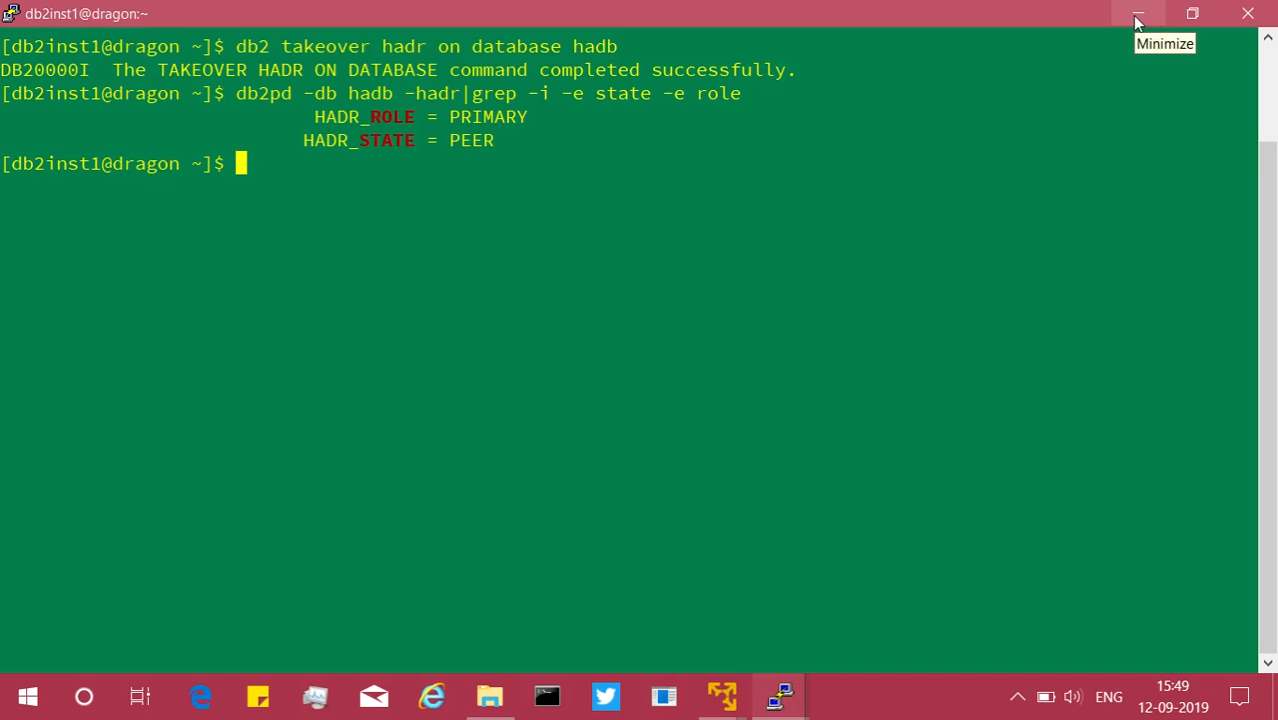 db2inst1@dragon:~
Minimize
[db2inst1@dragon ~]$ db2 takeover hadr on database hadb
DB20000I  The TAKEOVER HADR ON DATABASE command completed successfully.
[db2inst1@dragon ~]$ db2pd -db hadb -hadr|grep -i -e state -e role
HADR_ROLE = PRIMARY
HADR_STATE = PEER
[db2inst1@dragon ~]$
ENG
15:49
12-09-2019